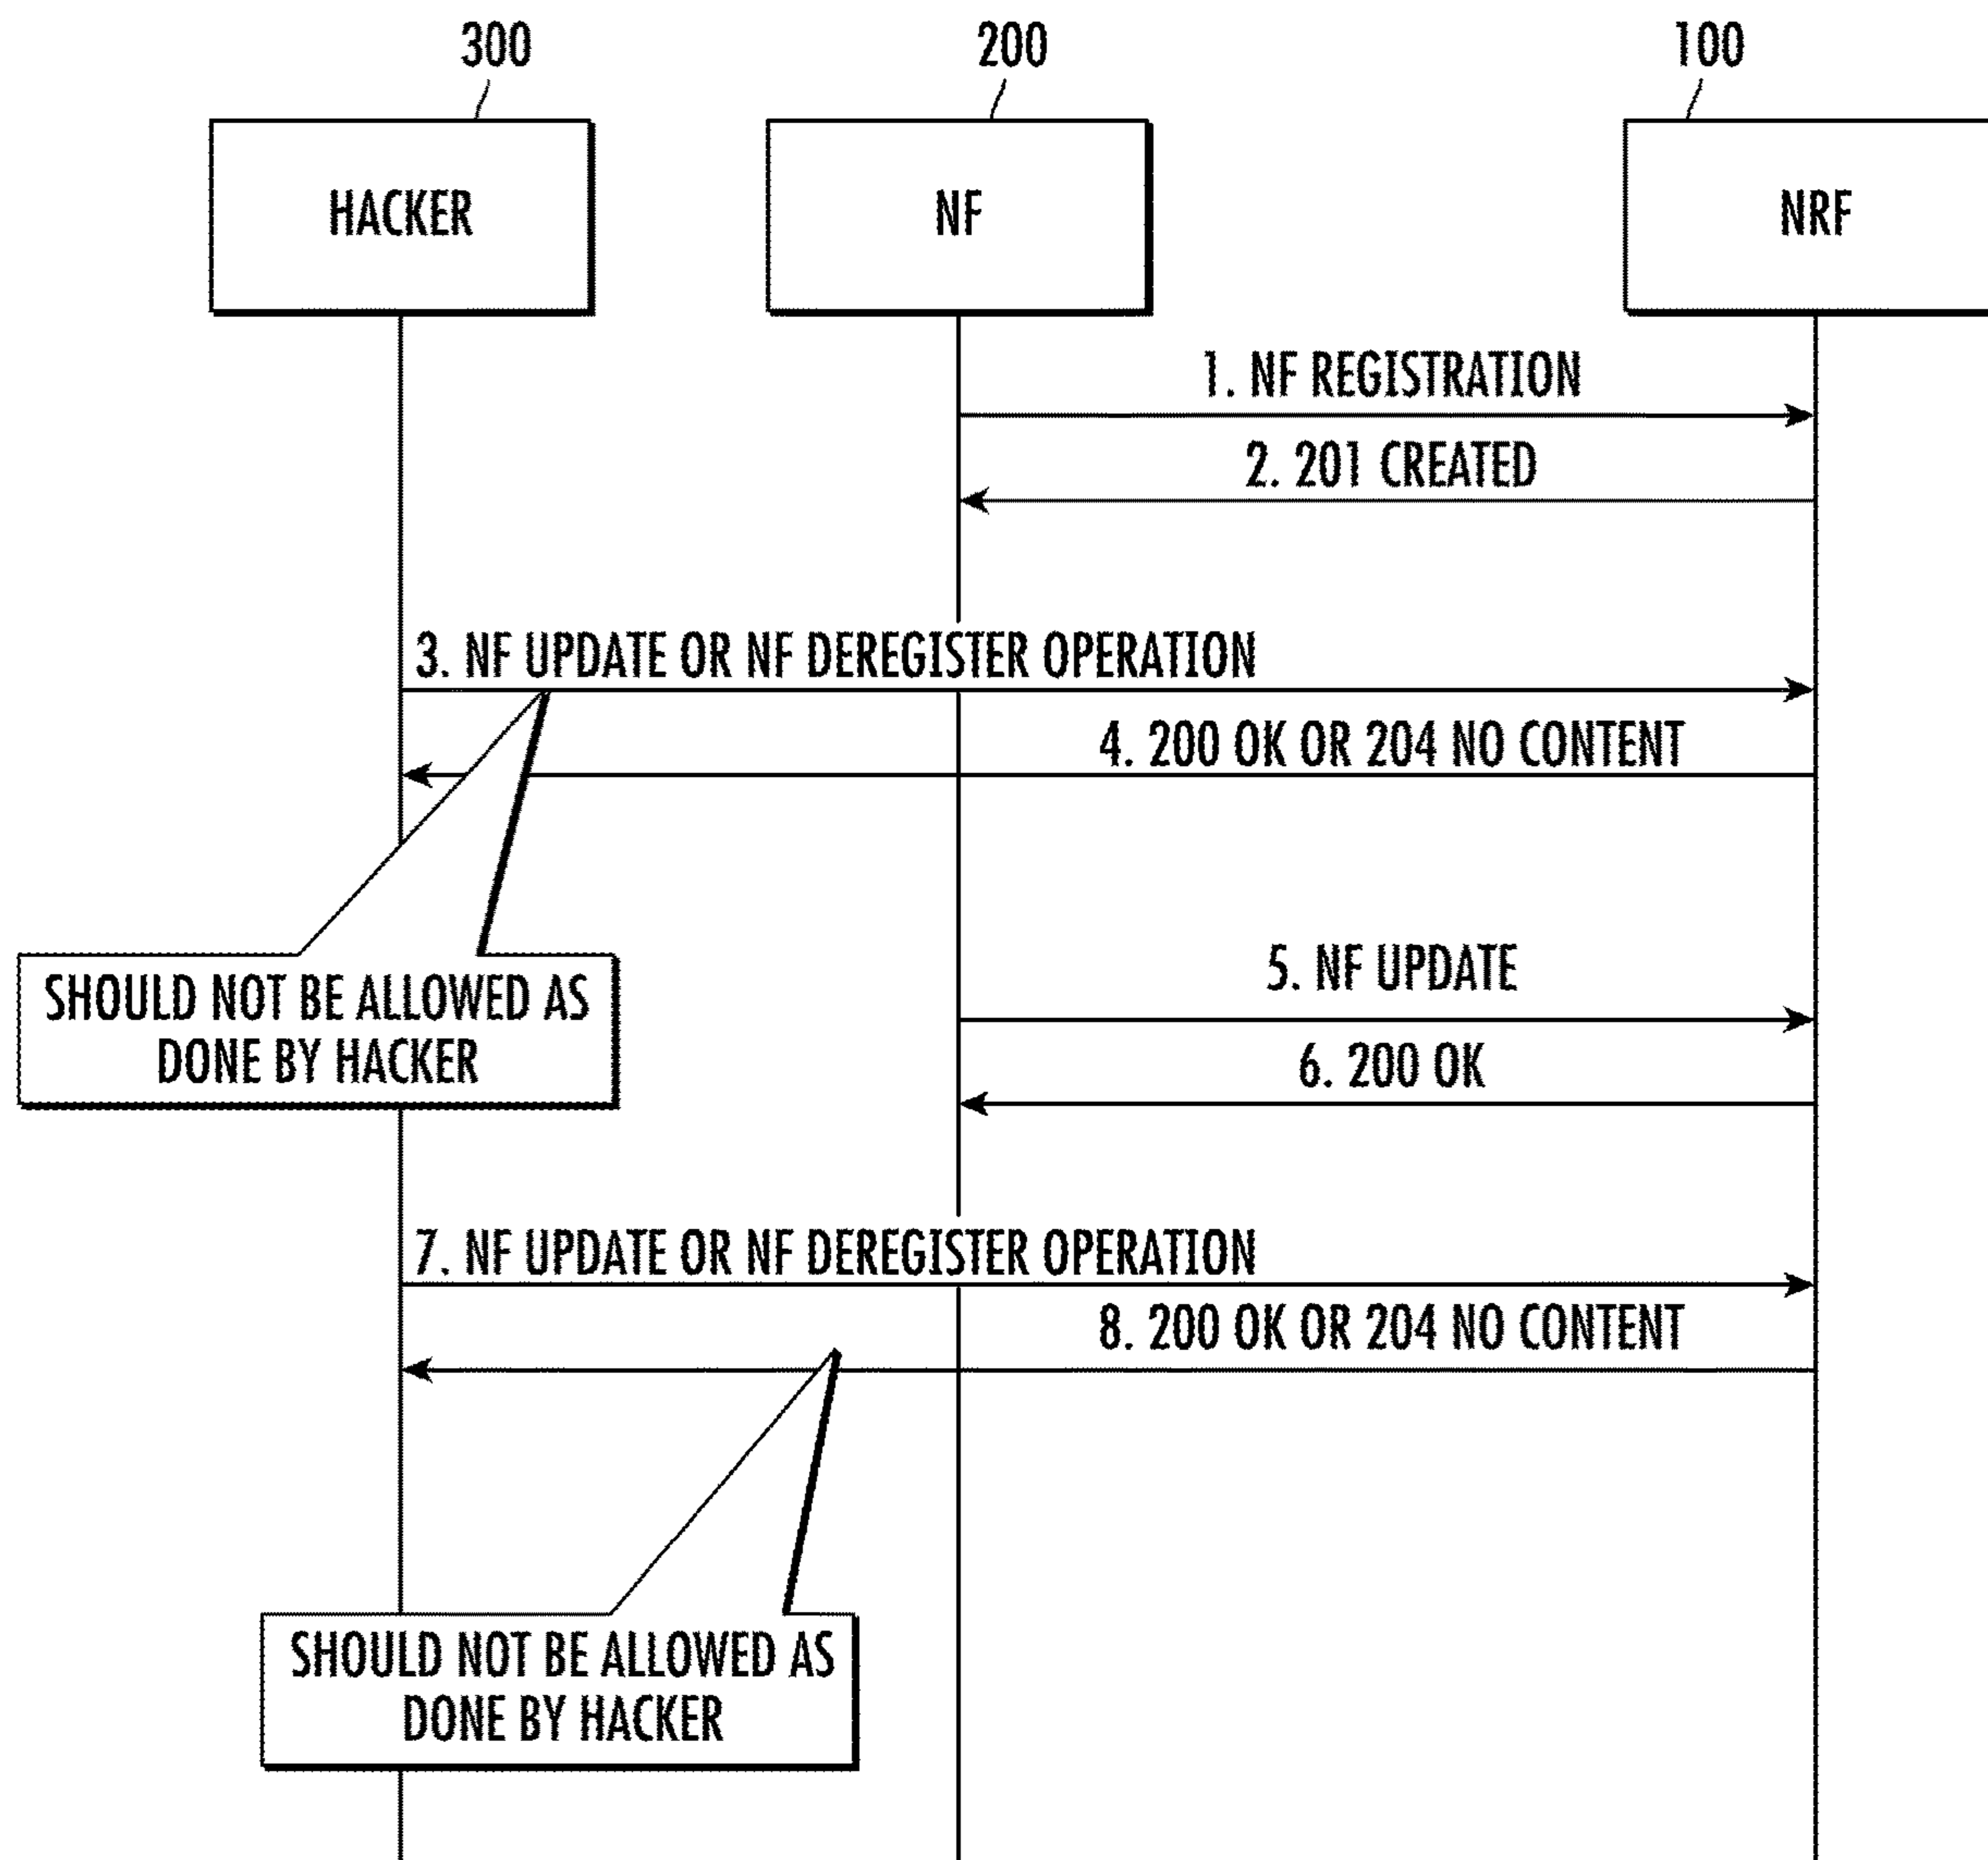 300
200
100
HACKER
NF
NRF
1. NF REGISTRATION
2. 201 CREATED
3. NF UPDATE OR NF DEREGISTER OPERATION
4. 200 OK OR 204 NO CONTENT
SHOULD NOT BE ALLOWED AS
DONE BY HACKER
5. NF UPDATE
6. 200 OK
7. NF UPDATE OR NF DEREGISTER OPERATION
8. 200 OK OR 204 NO CONTENT
SHOULD NOT BE ALLOWED AS
DONE BY HACKER